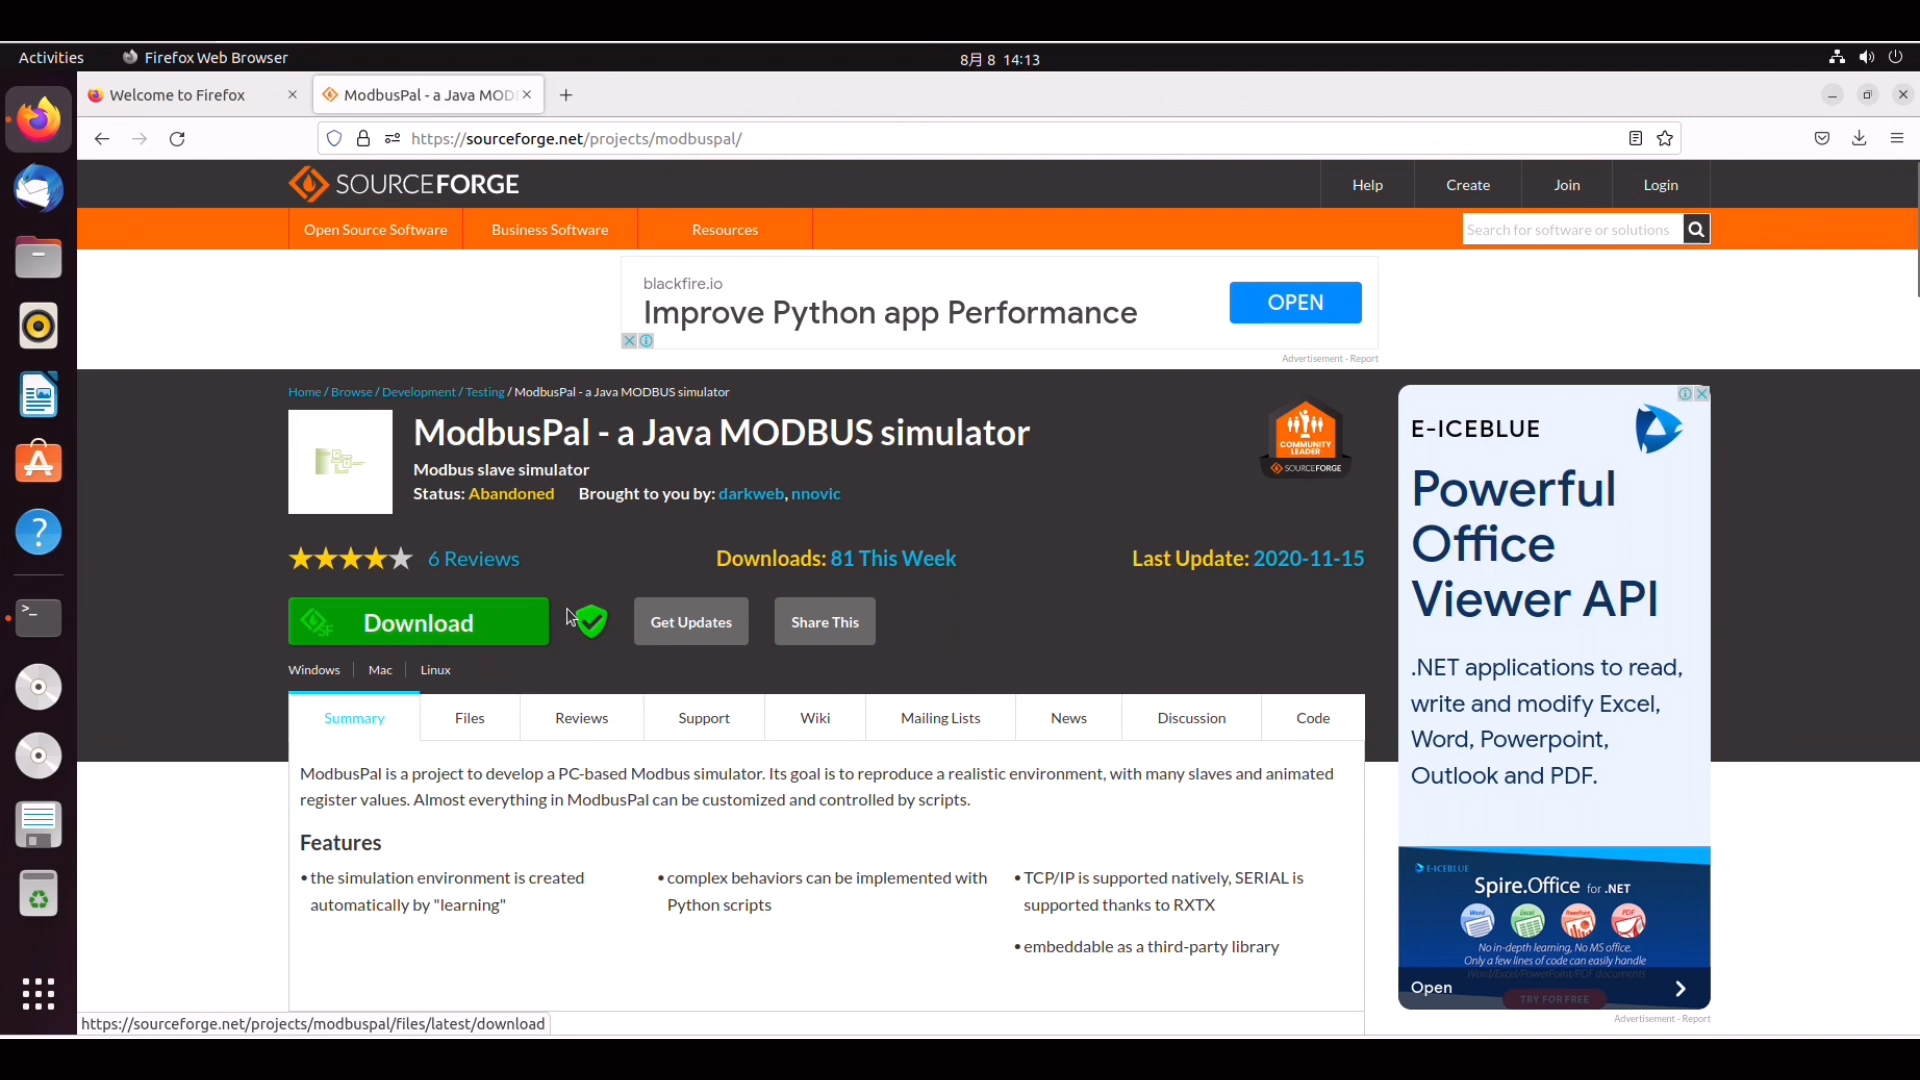 Activities
Firefox Web Browser
8月 8 14:13
Welcome to Firefox
ModbusPal - a Java MOD
https://sourceforge.net/projects/modbuspal/
SOURCEFORGE
Help
Create
Join
Login
Open Source Software
Business Software
Resources
Search for software or solutions
blackfire.io
Improve Python app Performance
OPEN
Advertisement - Report
Home / Browse / Development / Testing / ModbusPal - a Java MODBUS simulator
ModbusPal - a Java MODBUS simulator
Modbus slave simulator
Status: Abandoned
Brought to you by: darkweb, nnovic
COMMUNITY
LEADER
SOURCEFORGE
6 Reviews
Downloads: 81 This Week
Last Update: 2020-11-15
SF
Download
Get Updates
Share This
Windows
Mac
Linux
Summary
Files
Reviews
Support
Wiki
Mailing Lists
News
Discussion
Code
ModbusPal is a project to develop a PC-based Modbus simulator. Its goal is to reproduce a realistic environment, with many slaves and animated
register values. Almost everything in ModbusPal can be customized and controlled by scripts.
Features
• the simulation environment is created
automatically by "learning"
• complex behaviors can be implemented with
Python scripts
• TCP/IP is supported natively, SERIAL is
supported thanks to RXTX
• embeddable as a third-party library
E-ICEBLUE
Powerful
Office
Viewer API
.NET applications to read,
write and modify Excel,
Word, Powerpoint,
Outlook and PDF.
E-ICEBLUE
Spire.Office for .NET
Word
Excel
PowerPoint
PDF
No in-depth learning, No MS office.
Only a few lines of code can easily handle
Word/Excel/PowerPoint/PDF documents
Open
TRY FOR FREE
Advertisement - Report
https://sourceforge.net/projects/modbuspal/files/latest/download